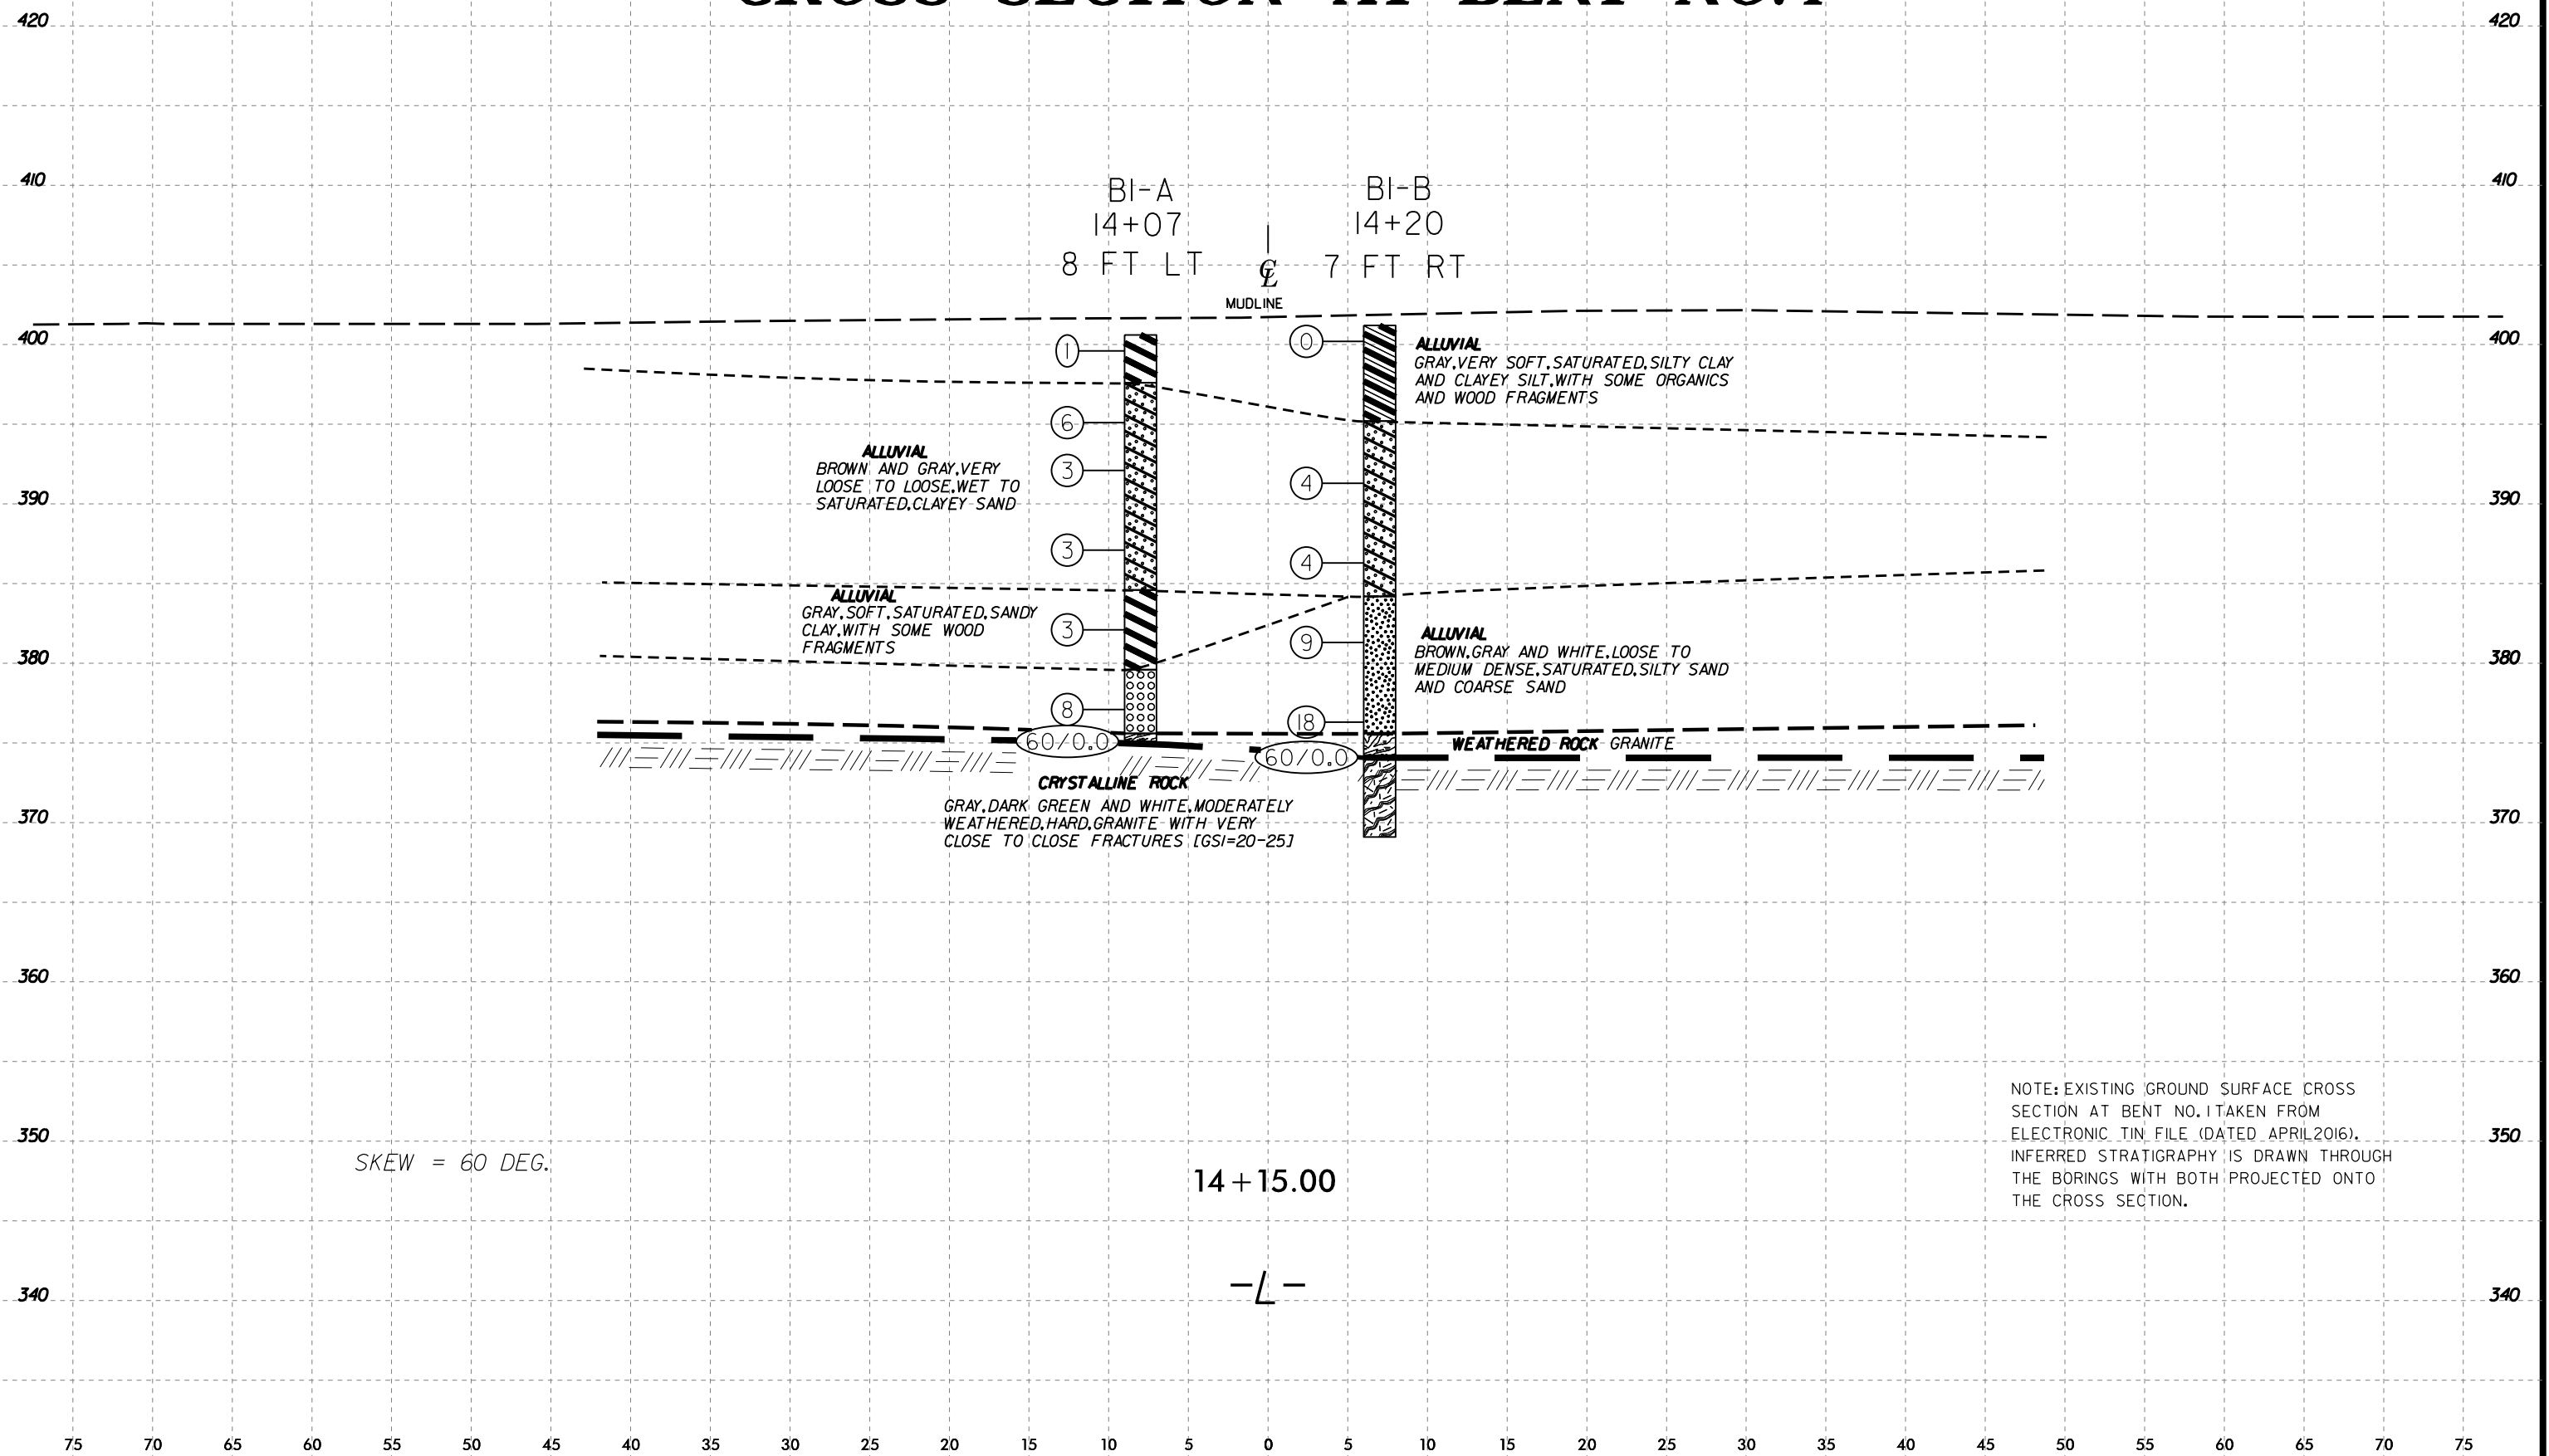 CROSS SECTION AT BENT NO. 1
420 420
410 410
BI-A BI-B
14+07 14+20
8 FT LT ℄ 7 FT RT
MUDLINE
400 400
1 0
ALLUVIAL
GRAY, VERY SOFT, SATURATED, SILTY CLAY
AND CLAYEY SILT, WITH SOME ORGANICS
AND WOOD FRAGMENTS
6
ALLUVIAL
BROWN AND GRAY, VERY
LOOSE TO LOOSE, WET TO
SATURATED, CLAYEY SAND
3 4
390 390
3 4
ALLUVIAL
GRAY, SOFT, SATURATED, SANDY
CLAY, WITH SOME WOOD
FRAGMENTS
3 9
ALLUVIAL
BROWN, GRAY AND WHITE, LOOSE TO
MEDIUM DENSE, SATURATED, SILTY SAND
AND COARSE SAND
380 380
8 18
60/0.0 60/0.0
WEATHERED ROCK GRANITE
CRYSTALLINE ROCK
GRAY, DARK GREEN AND WHITE, MODERATELY
WEATHERED, HARD, GRANITE WITH VERY
CLOSE TO CLOSE FRACTURES [GSI=20-25]
370 370
360 360
NOTE: EXISTING GROUND SURFACE CROSS
SECTION AT BENT NO. 1 TAKEN FROM
ELECTRONIC TIN FILE (DATED APRIL 2016).
INFERRED STRATIGRAPHY IS DRAWN THROUGH
THE BORINGS WITH BOTH PROJECTED ONTO
THE CROSS SECTION.
350 350
SKEW = 60 DEG.
14+15.00
-L-
340 340
75 70 65 60 55 50 45 40 35 30 25 20 15 10 5 0 5 10 15 20 25 30 35 40 45 50 55 60 65 70 75